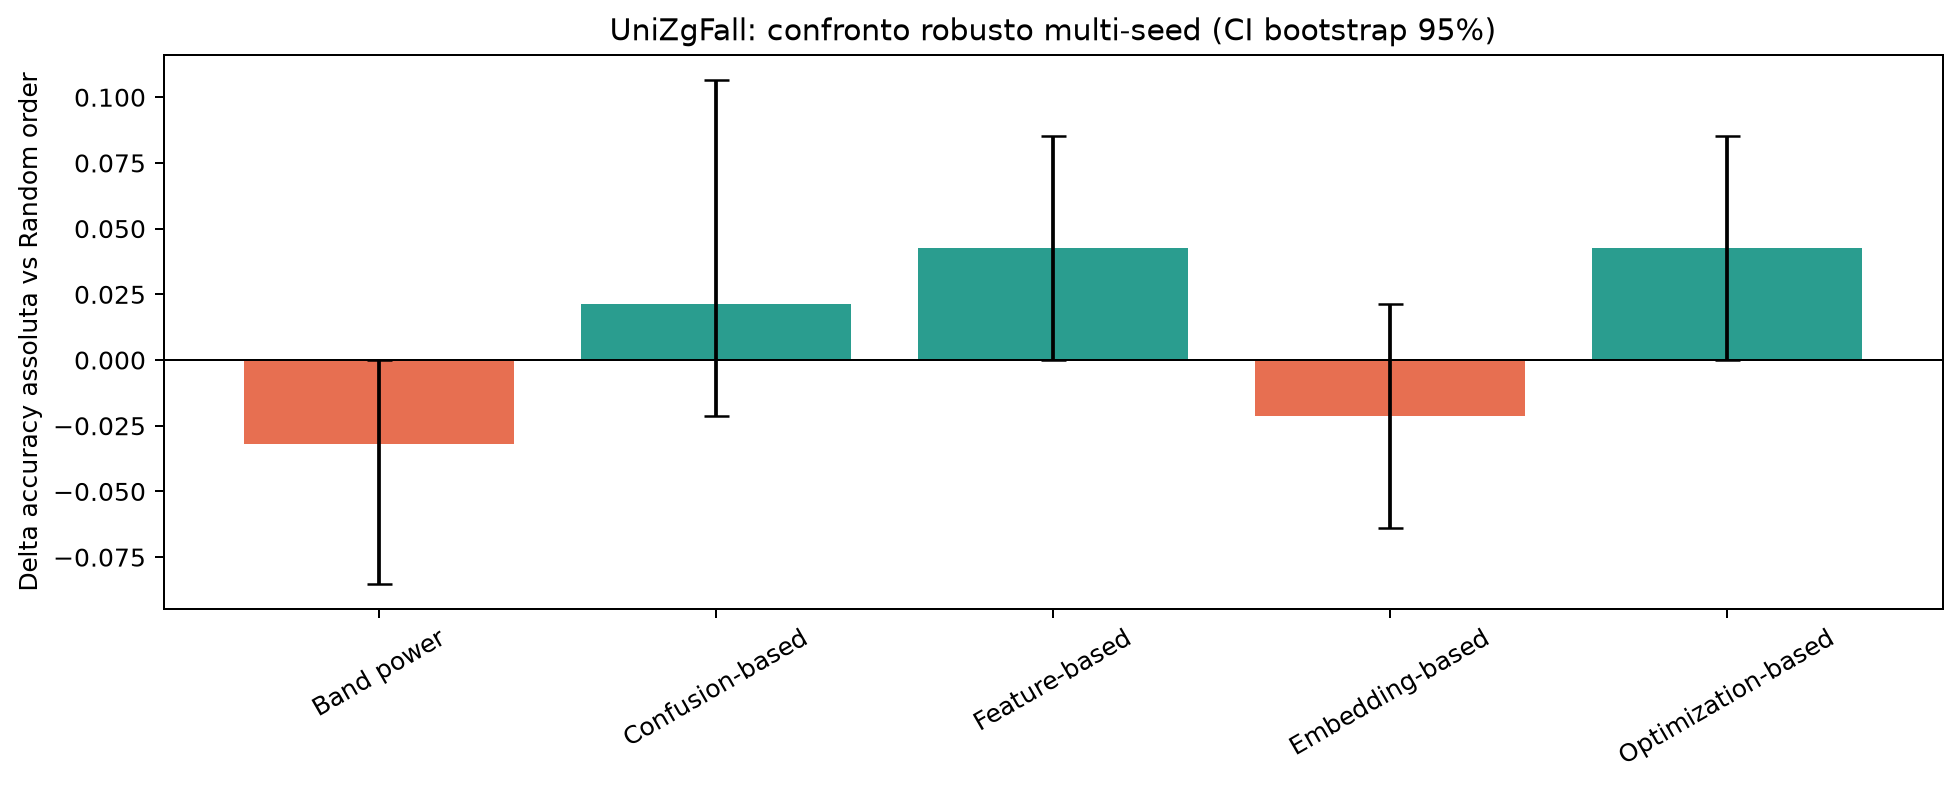 UniZgFall: confronto robusto multi-seed (CI bootstrap 95%)
Delta accuracy assoluta vs Random order
0.100
0.075
0.050
0.025
0.000
−0.025
−0.050
−0.075
Band power
Confusion-based
Feature-based
Embedding-based
Optimization-based